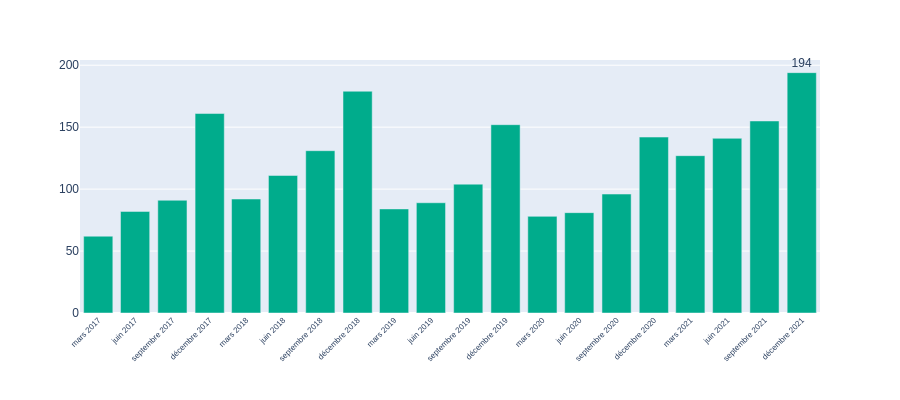 194
200
150
100
50
0
mars 2017
juin 2017
septembre 2017
décembre 2017
mars 2018
juin 2018
septembre 2018
décembre 2018
mars 2019
juin 2019
septembre 2019
décembre 2019
mars 2020
juin 2020
septembre 2020
décembre 2020
mars 2021
juin 2021
septembre 2021
décembre 2021